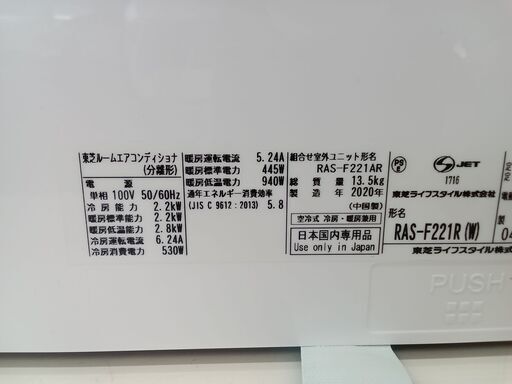 東芝ルームエアコンディショナ
(分離形)
電源
単相 100V 50/60Hz
冷房能力 2.2kW
暖房標準能力 2.2kW
暖房低温能力 2.8kW
冷房運転電流 6.24A
冷房消費電力 530W
暖房運転電流 5.24A
暖房標準電力 445W
暖房低温電力 940W
通年エネルギー消費効率
(JIS C 9612:2013) 5.8
組合せ室外ユニット形名
RAS-F221AR
総質量 13.5kg
製造年 2020年
(中国製)
空冷式 冷房・暖房兼用
日本国内専用品
Use only in Japan
PS
E
JET
1716
東芝ライフスタイル株式会社
形名
RAS-F221R(W)
東芝ライフスタイル株式
PUSH